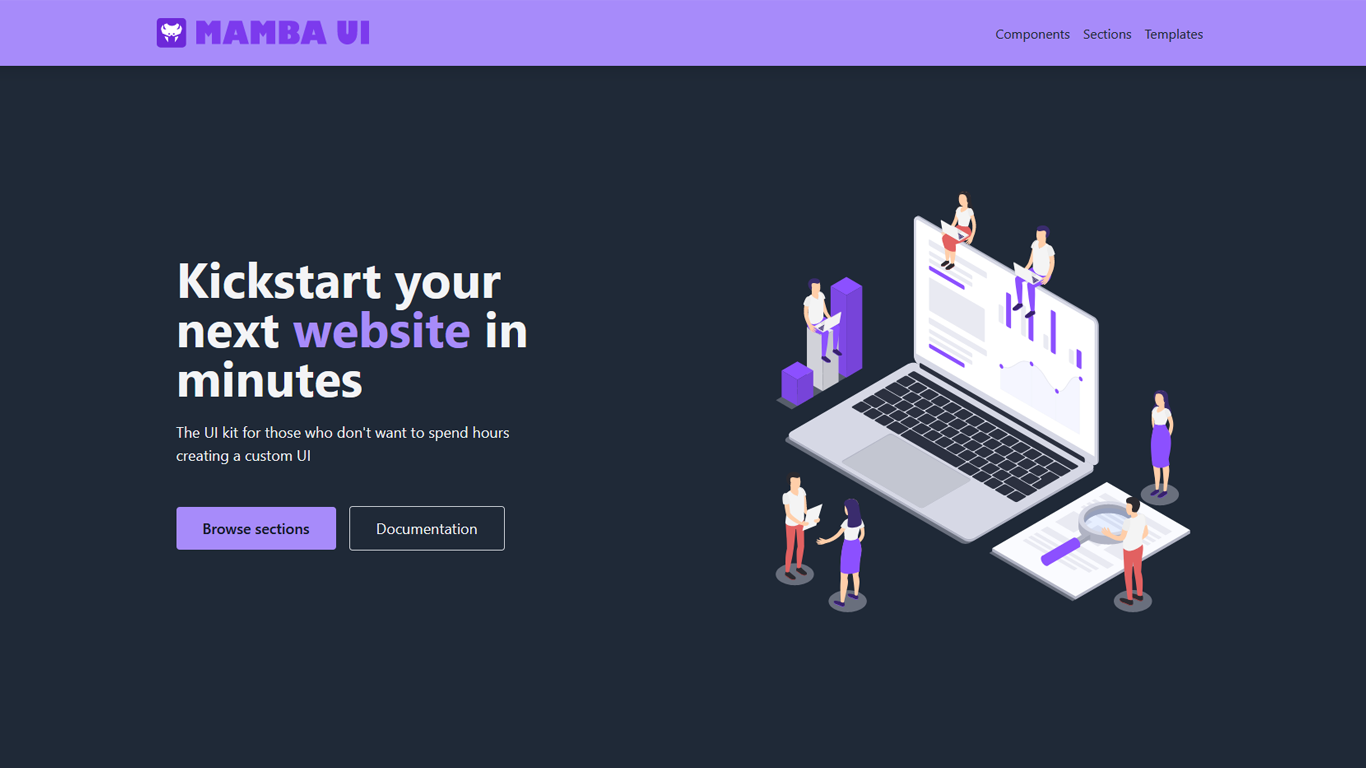 MAMBA UI
Components Sections Templates
Kickstart your
next website in
minutes
The UI kit for those who don't want to spend hours
creating a custom UI
Browse sections
Documentation